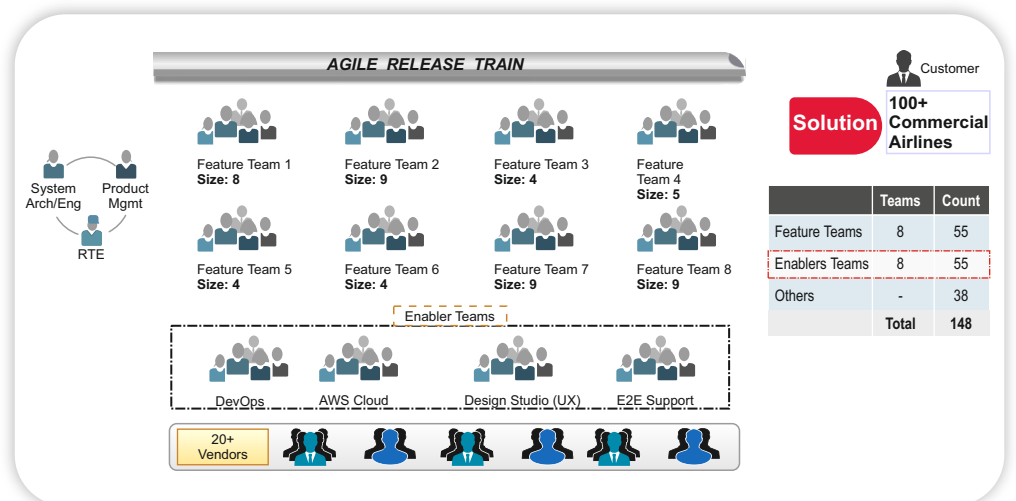 AGILE RELEASE TRAIN
Customer
Solution
100+
Commercial
Airlines
System
Arch/Eng
Product
Mgmt
RTE
Feature Team 1
Size: 8
Feature Team 2
Size: 9
Feature Team 3
Size: 4
Feature
Team 4
Size: 5
Feature Team 5
Size: 4
Feature Team 6
Size: 4
Feature Team 7
Size: 9
Feature Team 8
Size: 9
Teams Count
Feature Teams 8 55
Enablers Teams 8 55
Others - 38
Total 148
Enabler Teams
DevOps
AWS Cloud
Design Studio (UX)
E2E Support
20+
Vendors